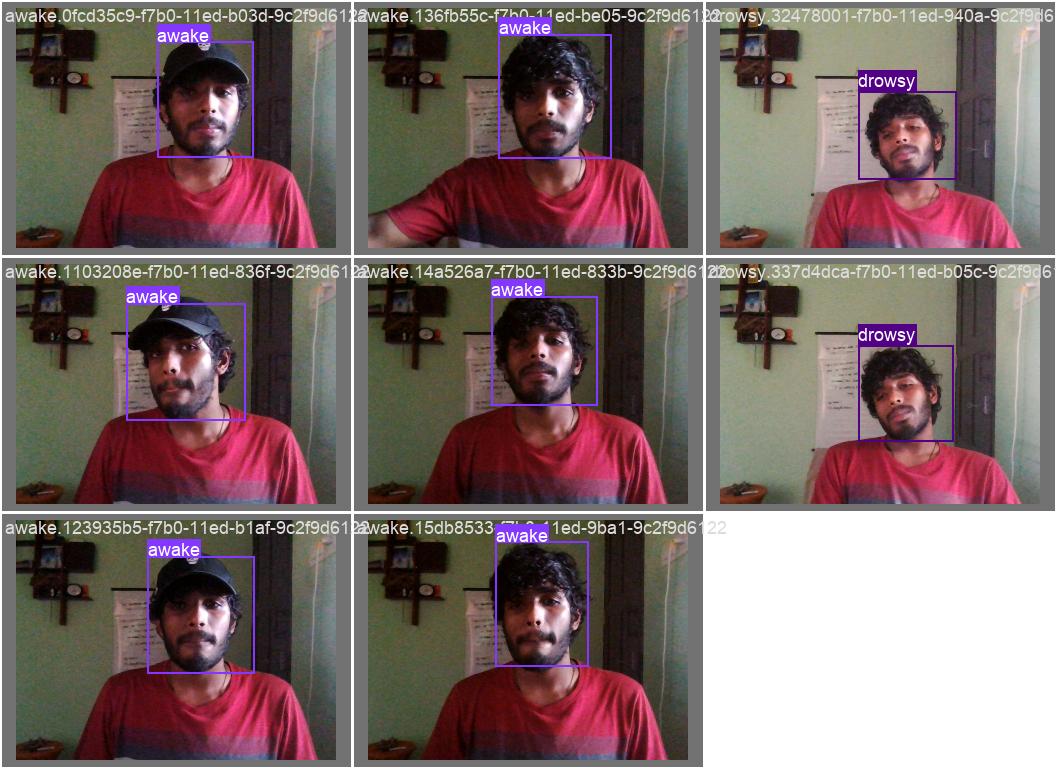 awake.0fcd35c9-f7b0-11ed-b03d-9c2f9d6122
awake
awake.136fb55c-f7b0-11ed-be05-9c2f9d6122
awake
drowsy.32478001-f7b0-11ed-940a-9c2f9d6
drowsy
awake.1103208e-f7b0-11ed-836f-9c2f9d6122
awake
awake.14a526a7-f7b0-11ed-833b-9c2f9d6122
awake
drowsy.337d4dca-f7b0-11ed-b05c-9c2f9d6
drowsy
awake.123935b5-f7b0-11ed-b1af-9c2f9d6122
awake
awake.15db8533-f7b0-11ed-9ba1-9c2f9d6122
awake